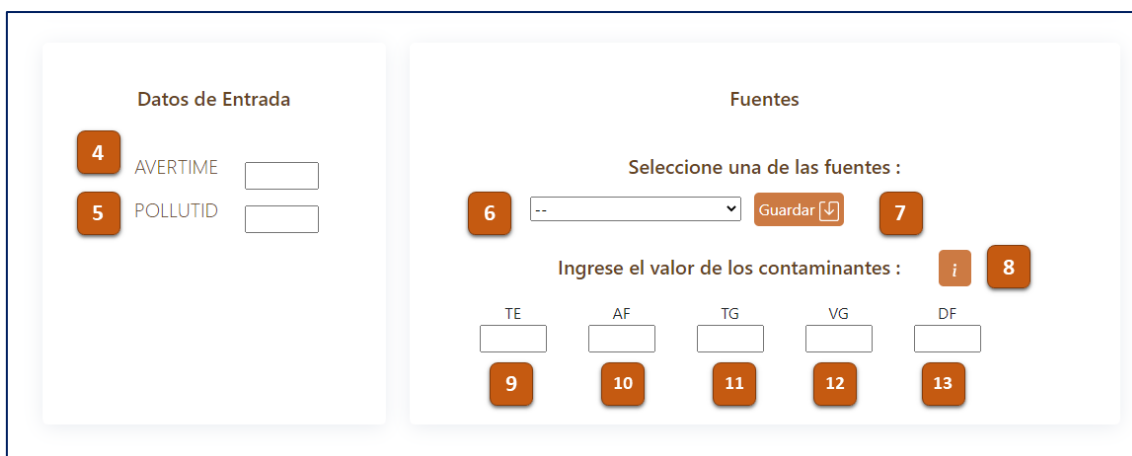 Datos de Entrada
4 AVERTIME
5 POLLUTID
Fuentes
Seleccione una de las fuentes :
6 -- Guardar 7
Ingrese el valor de los contaminantes : i 8
TE AF TG VG DF
9 10 11 12 13